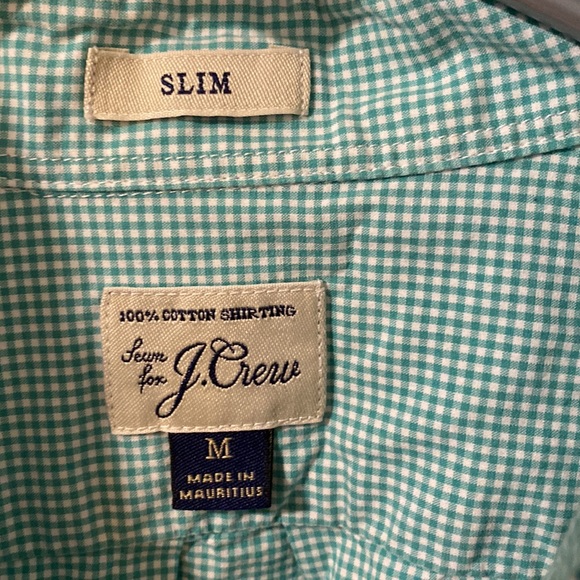 SLIM
100% COTTON SHIRTING
Sewn
for J.Crew
M
MADE IN
MAURITIUS